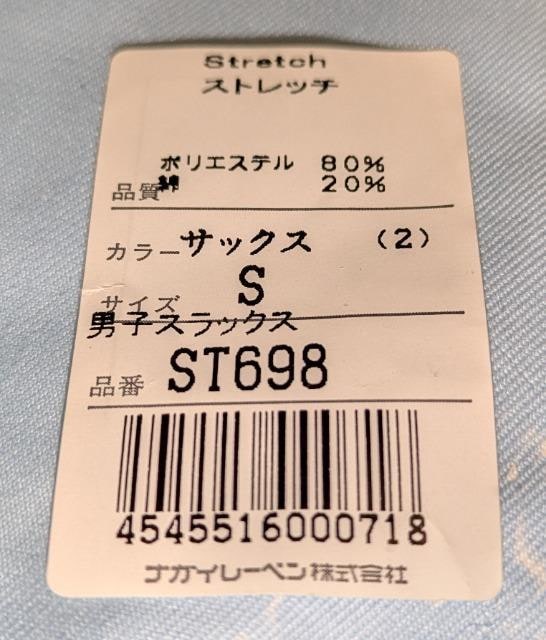 Stretch
ストレッチ
ポリエステル 80%
品質 綿 20%
カラー サックス (2)
サイズ S
男子スラックス
品番 ST698
4545516000718
ナガイレーベン株式会社